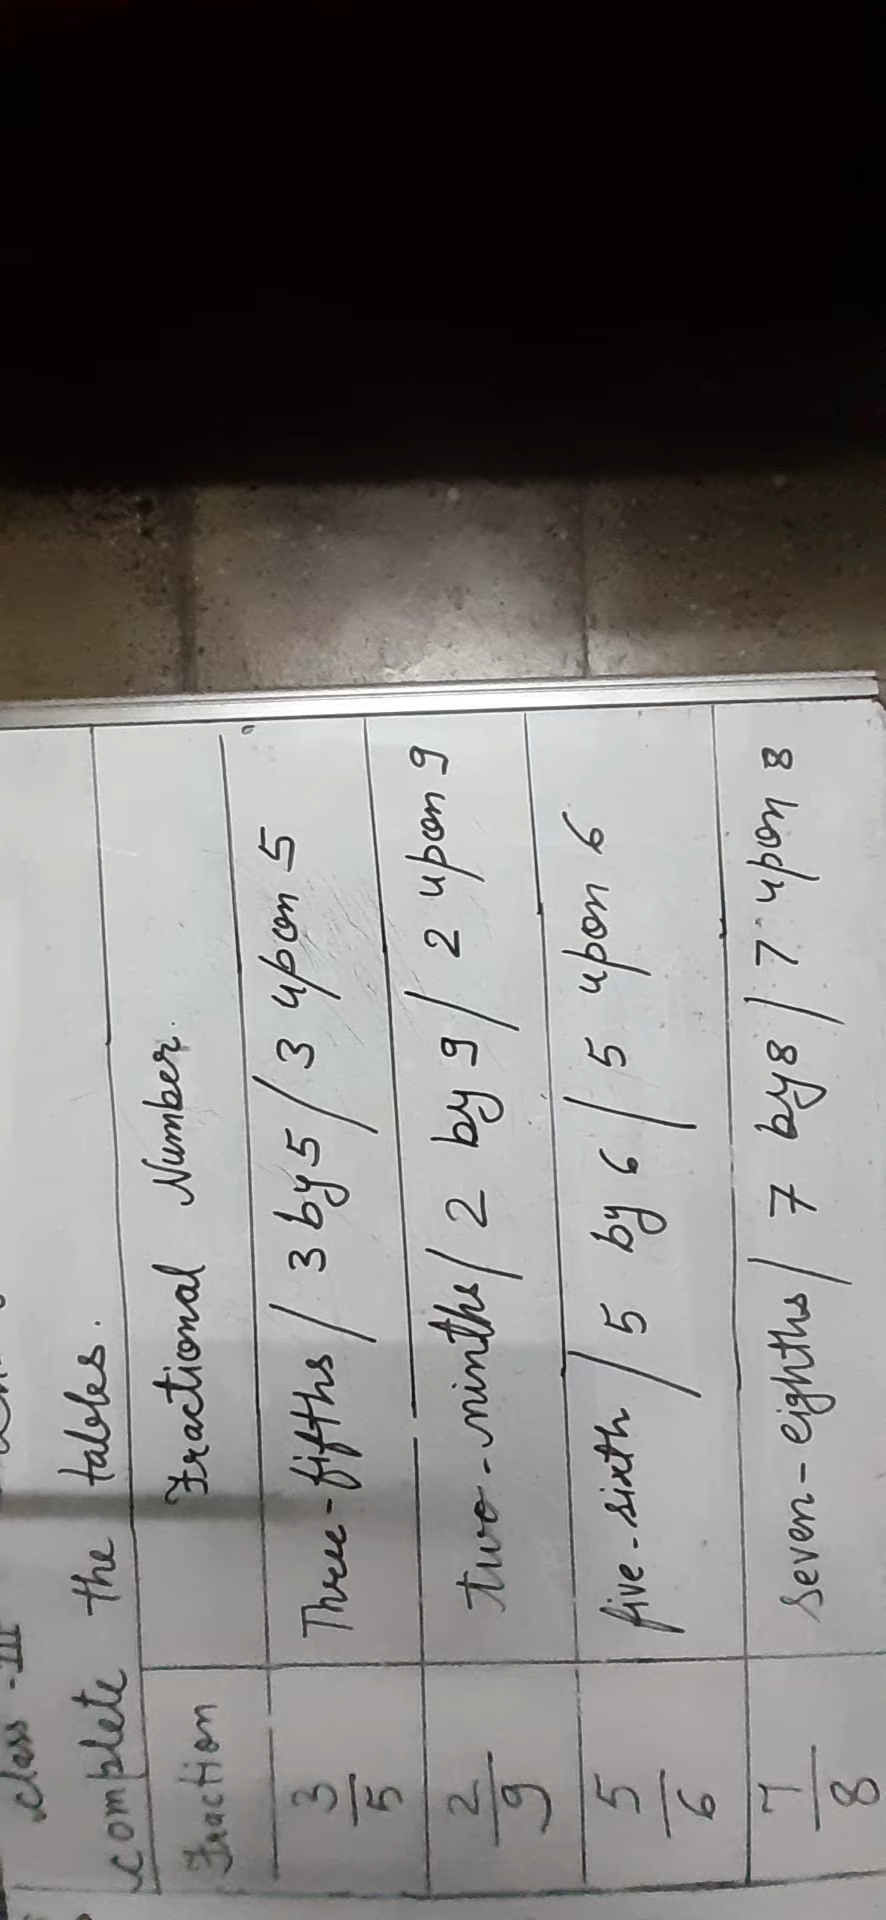 class - III
complete the tables.
Fraction Fractional Number.
3/5 Three-fifths / 3 by 5 / 3 upon 5
2/9 two-ninths / 2 by 9 / 2 upon 9
5/6 five-sixth / 5 by 6 / 5 upon 6
7/8 seven-eighths / 7 by 8 / 7 upon 8